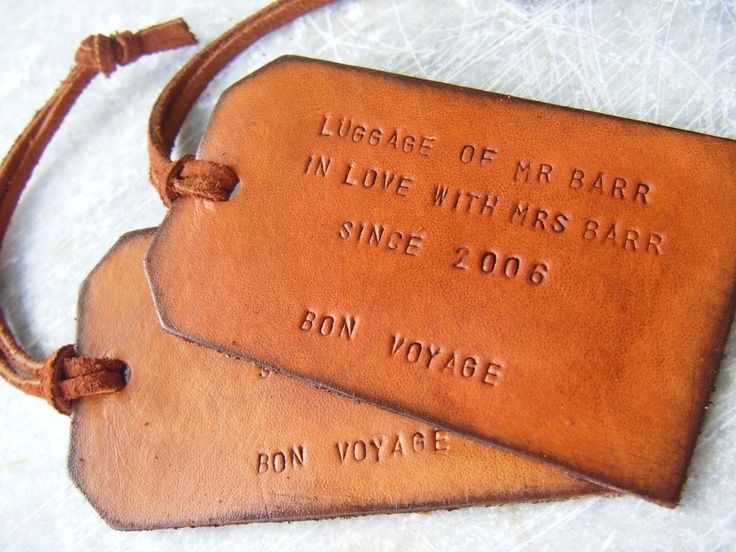 LUGGAGE OF MR BARR
IN LOVE WITH MRS BARR
SINCE 2006
BON VOYAGE
BON VOYAGE